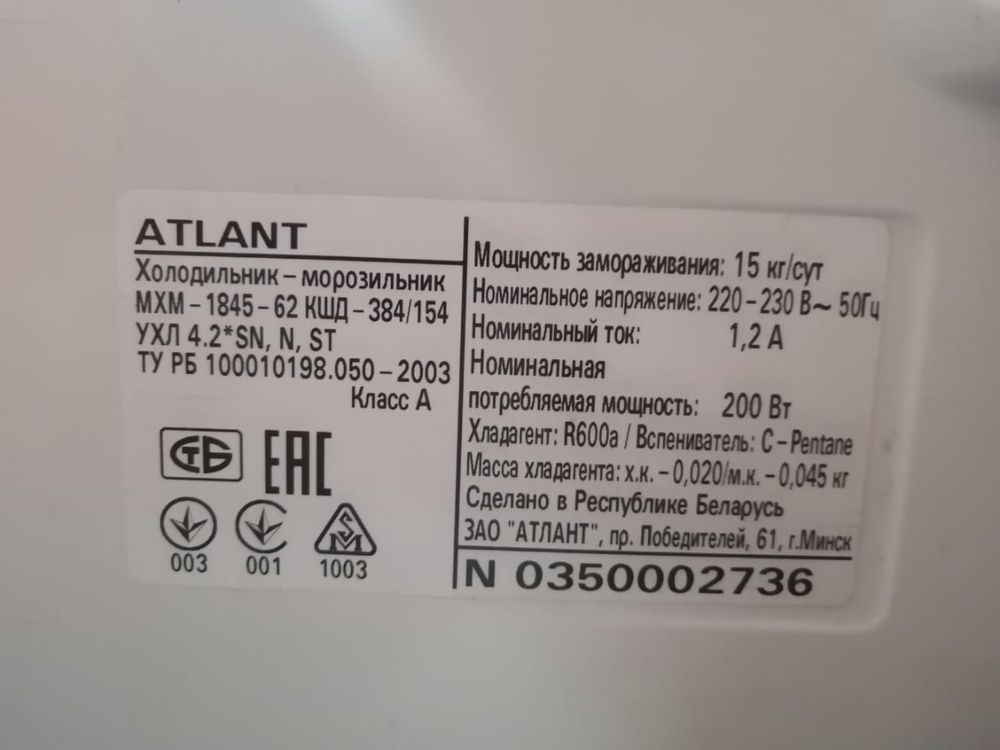 ATLANT
Холодильник – морозильник
МХМ – 1845 – 62 КШД – 384/154
УХЛ 4.2*SN, N, ST
ТУ РБ 100010198.050 – 2003
Класс А
СТБ
ЕАС
003
001
SM
1003
Мощность замораживания: 15 кг/сут
Номинальное напряжение: 220 – 230 В~ 50Гц
Номинальный ток: 1,2 А
Номинальная
потребляемая мощность: 200 Вт
Хладагент: R600a / Вспениватель: C – Pentane
Масса хладагента: х.к. – 0,020/м.к. – 0,045 кг
Сделано в Республике Беларусь
ЗАО "АТЛАНТ", пр. Победителей, 61, г.Минск
N 0350002736